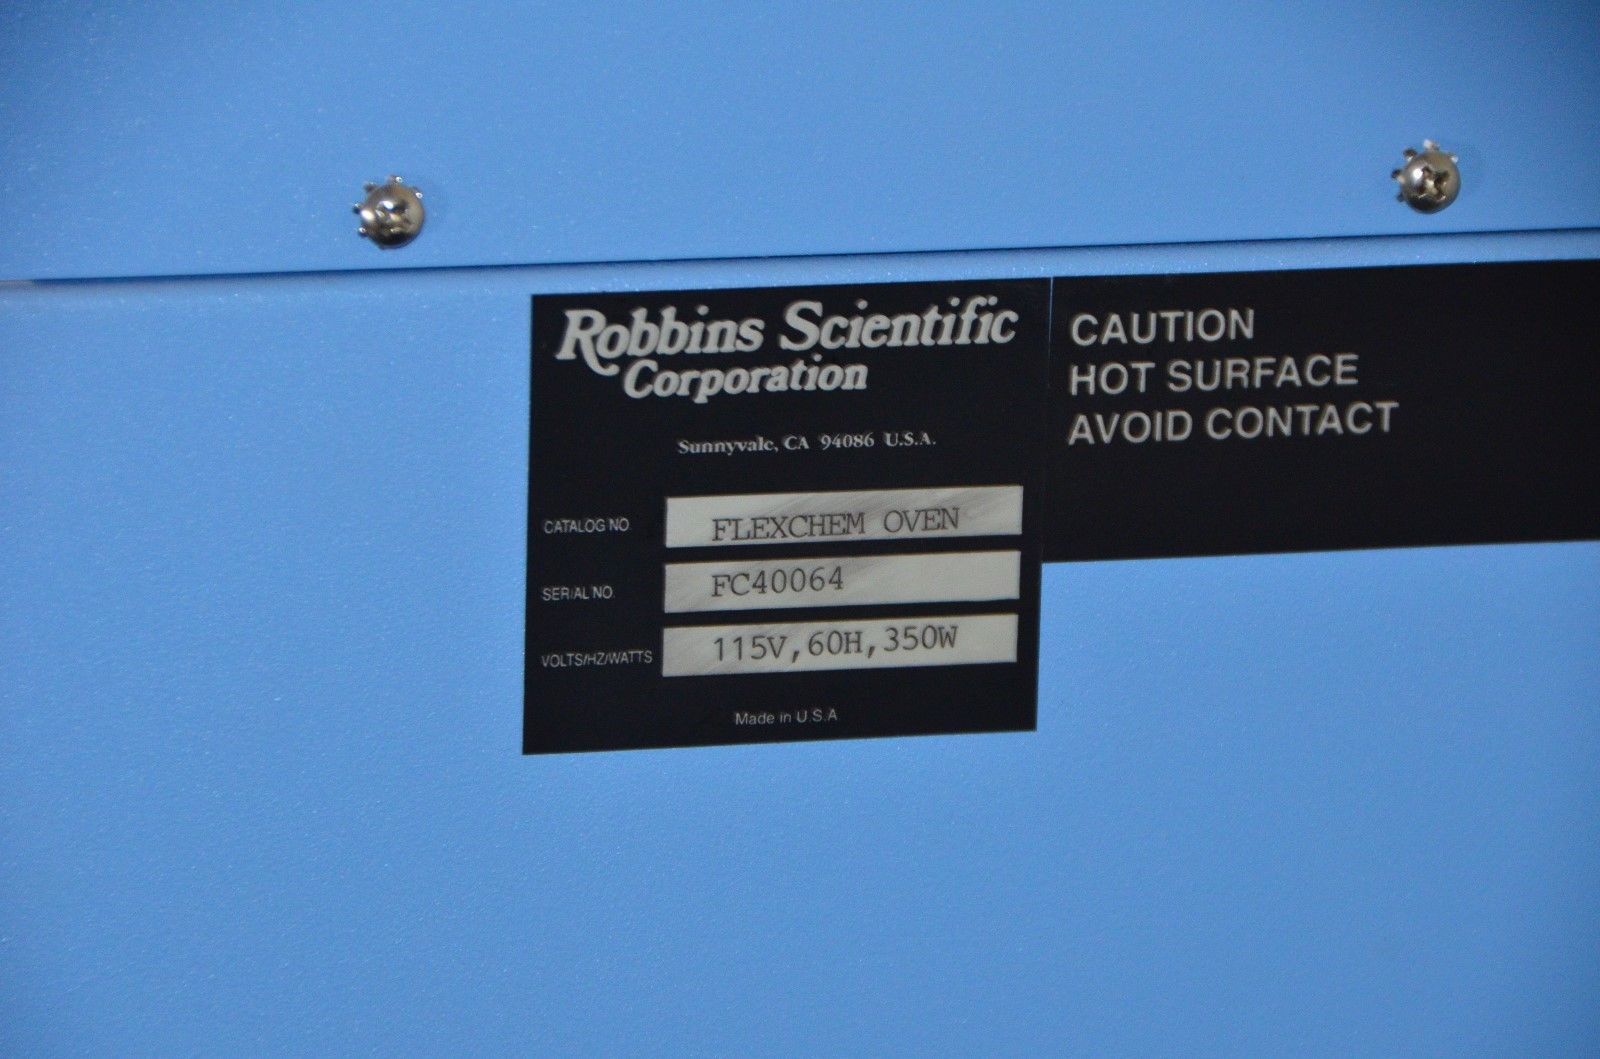 Robbins Scientific
Corporation
Sunnyvale, CA 94086 U.S.A.
CATALOG NO. FLEXCHEM OVEN
SERIAL NO. FC40064
VOLTS/HZ/WATTS 115V,60H,350W
Made in U.S.A
CAUTION
HOT SURFACE
AVOID CONTACT